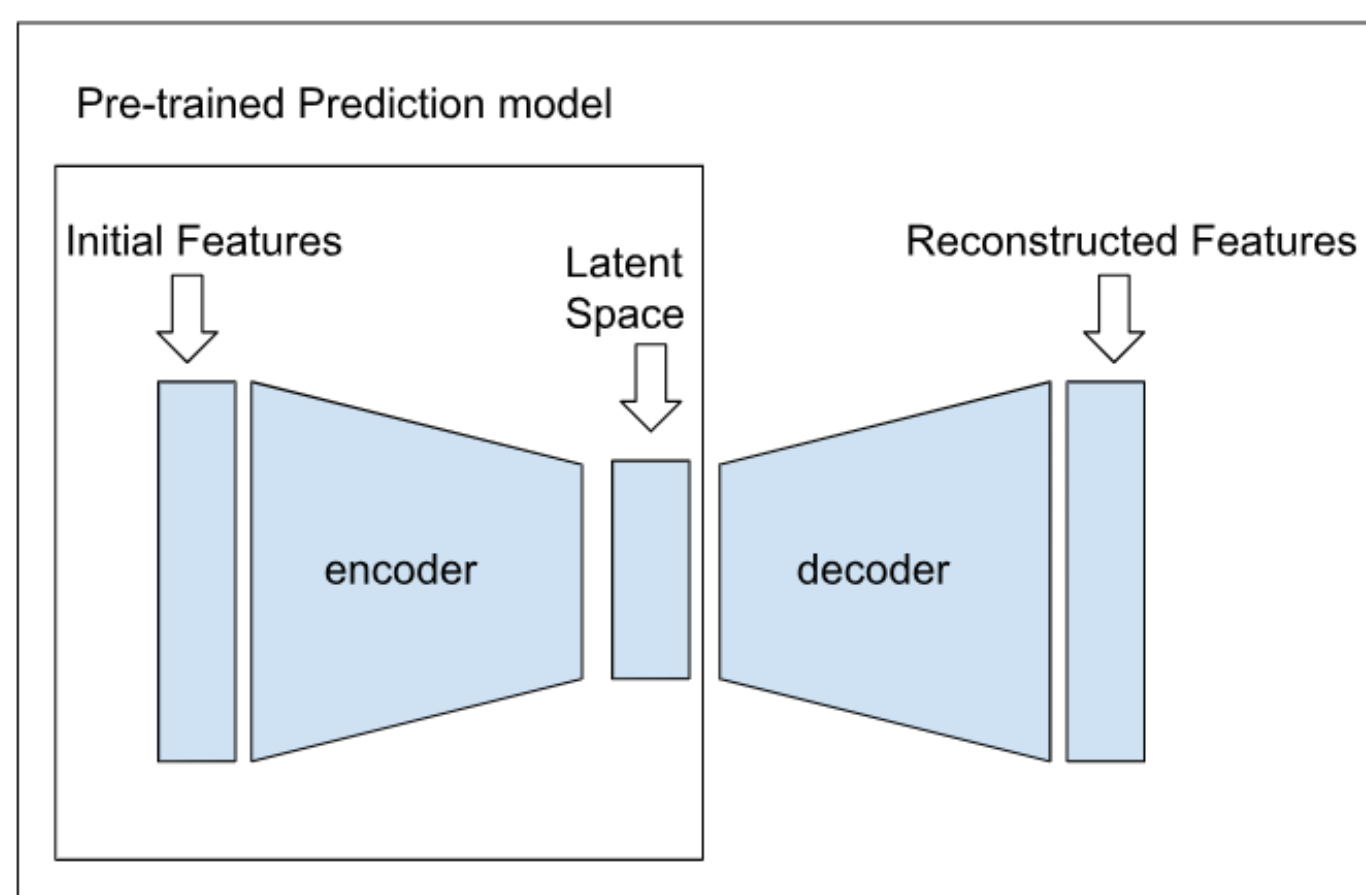 Pre-trained Prediction model
Initial Features
Latent
Space
Reconstructed Features
encoder
decoder